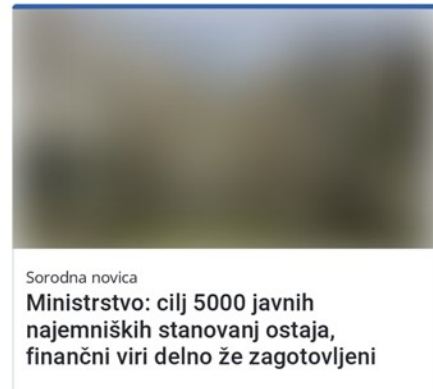 Sorodna novica
Ministrstvo: cilj 5000 javnih
najemniških stanovanj ostaja,
finančni viri delno že zagotovljeni